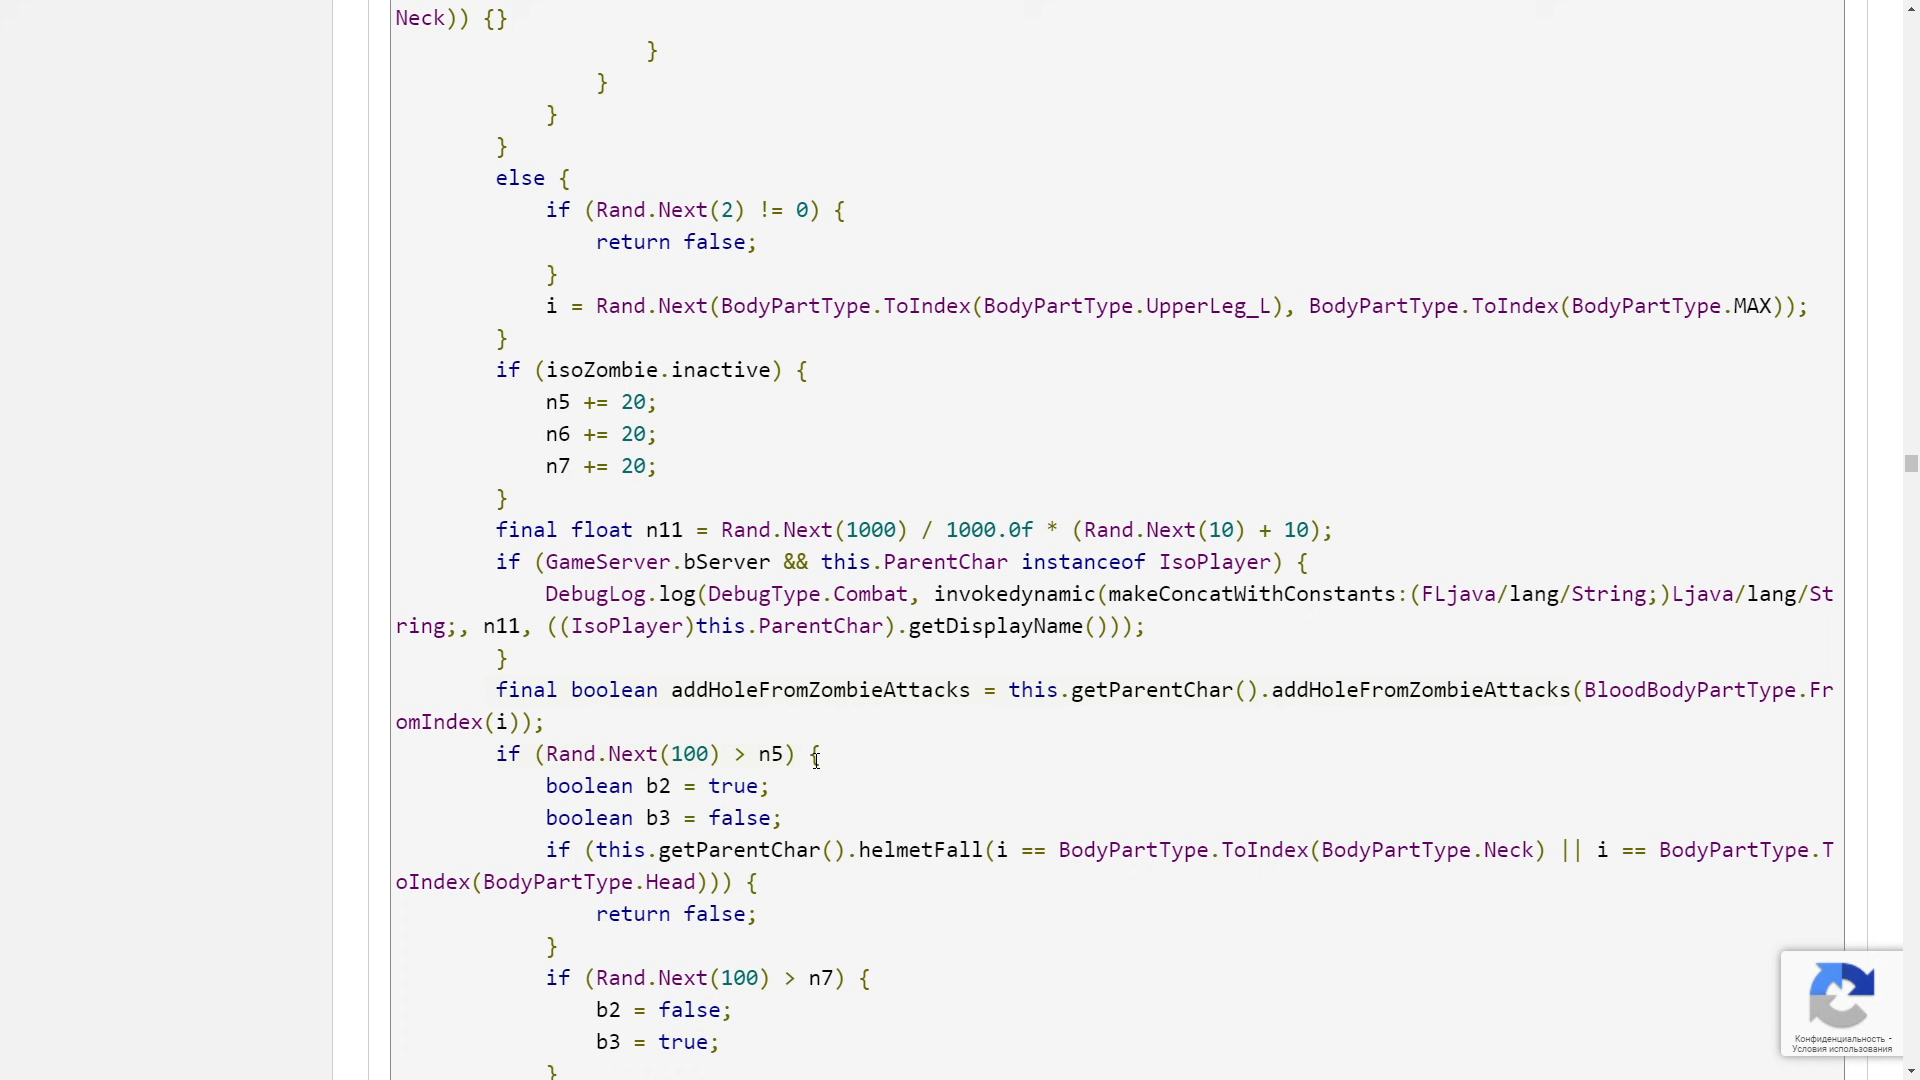 Neck)) {}
}
}
}
}
else {
if (Rand.Next(2) != 0) {
return false;
}
i = Rand.Next(BodyPartType.ToIndex(BodyPartType.UpperLeg_L), BodyPartType.ToIndex(BodyPartType.MAX));
}
if (isoZombie.inactive) {
n5 += 20;
n6 += 20;
n7 += 20;
}
final float n11 = Rand.Next(1000) / 1000.0f * (Rand.Next(10) + 10);
if (GameServer.bServer && this.ParentChar instanceof IsoPlayer) {
DebugLog.log(DebugType.Combat, invokedynamic(makeConcatWithConstants:(FLjava/lang/String;)Ljava/lang/St
ring;, n11, ((IsoPlayer)this.ParentChar).getDisplayName()));
}
final boolean addHoleFromZombieAttacks = this.getParentChar().addHoleFromZombieAttacks(BloodBodyPartType.Fr
omIndex(i));
if (Rand.Next(100) > n5) {
boolean b2 = true;
boolean b3 = false;
if (this.getParentChar().helmetFall(i == BodyPartType.ToIndex(BodyPartType.Neck) || i == BodyPartType.T
oIndex(BodyPartType.Head))) {
return false;
}
if (Rand.Next(100) > n7) {
b2 = false;
b3 = true;
}
Конфиденциальность -
Условия использования